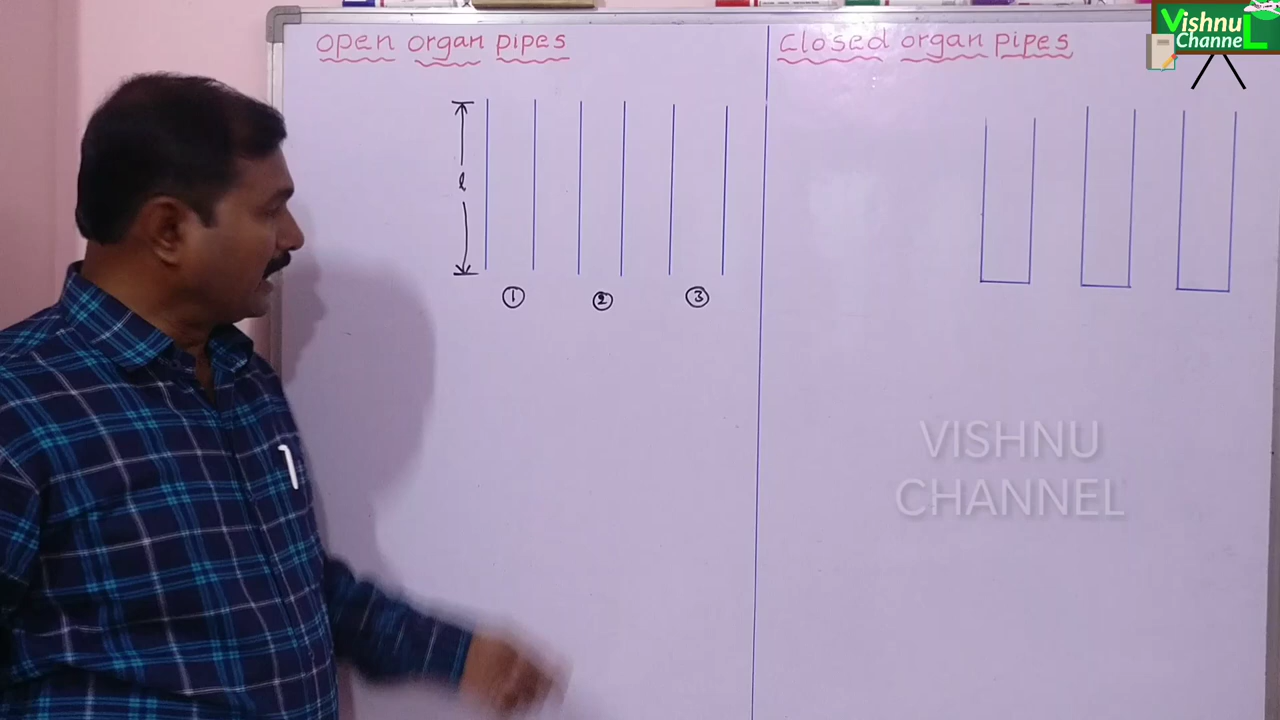 open organ pipes
closed organ pipes
l
1
2
3
Vishnu
Channel
VISHNU
CHANNEL